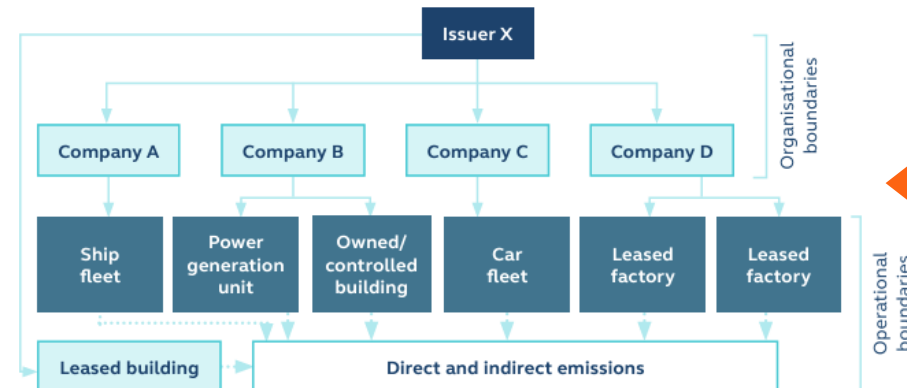 Issuer X
Organisational
boundaries
Company A
Company B
Company C
Company D
Ship
fleet
Power
generation
unit
Owned/
controlled
building
Car
fleet
Leased
factory
Leased
factory
Operational
boundaries
Leased building
Direct and indirect emissions